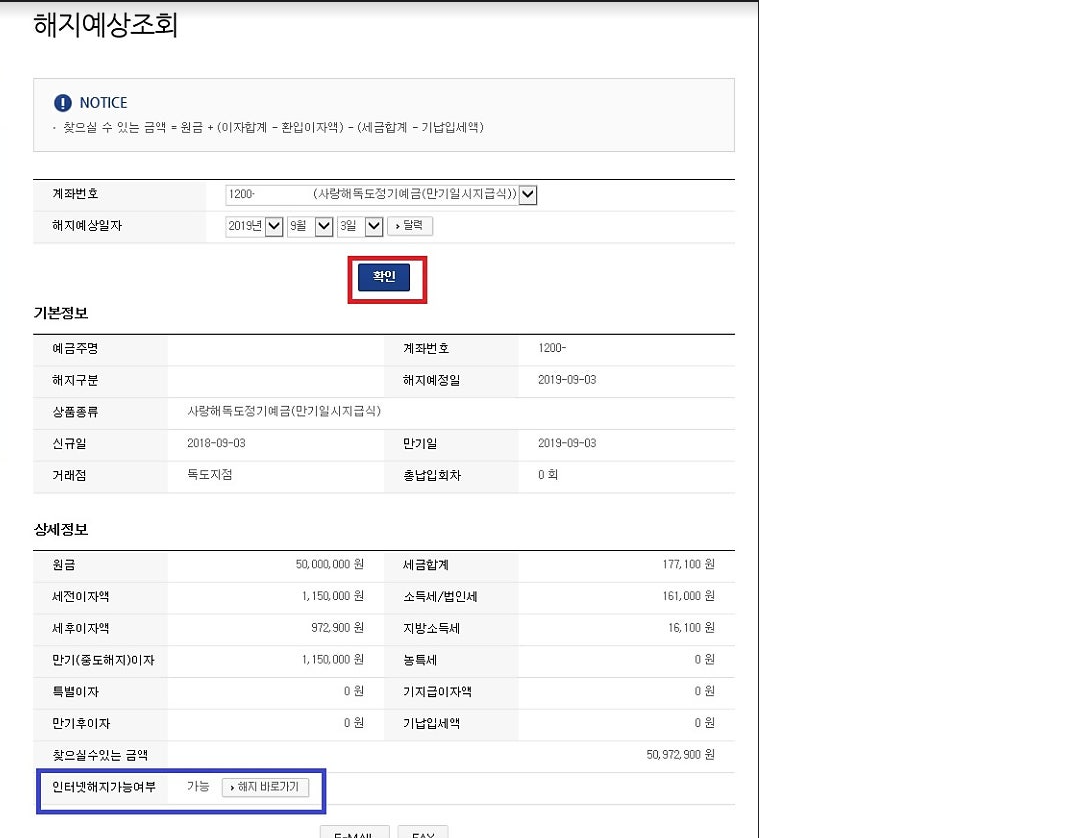 해지예상조회
! NOTICE
· 찾으실 수 있는 금액 = 원금 + (이자합계 - 환입이자액) - (세금합계 - 기납입세액)
계좌번호 1200- (사랑해독도정기예금(만기일시지급식))
해지예상일자 2019년 9월 3일 › 달력
확인
기본정보
예금주명 계좌번호 1200-
해지구분 해지예정일 2019-09-03
상품종류 사랑해독도정기예금(만기일시지급식)
신규일 2018-09-03 만기일 2019-09-03
거래점 독도지점 총납입회차 0 회
상세정보
원금 50,000,000 원 세금합계 177,100 원
세전이자액 1,150,000 원 소득세/법인세 161,000 원
세후이자액 972,900 원 지방소득세 16,100 원
만기(중도해지)이자 1,150,000 원 농특세 0 원
특별이자 0 원 기지급이자액 0 원
만기후이자 0 원 기납입세액 0 원
찾으실수있는 금액 50,972,900 원
인터넷해지가능여부 가능 › 해지 바로가기
E-MAIL FAX